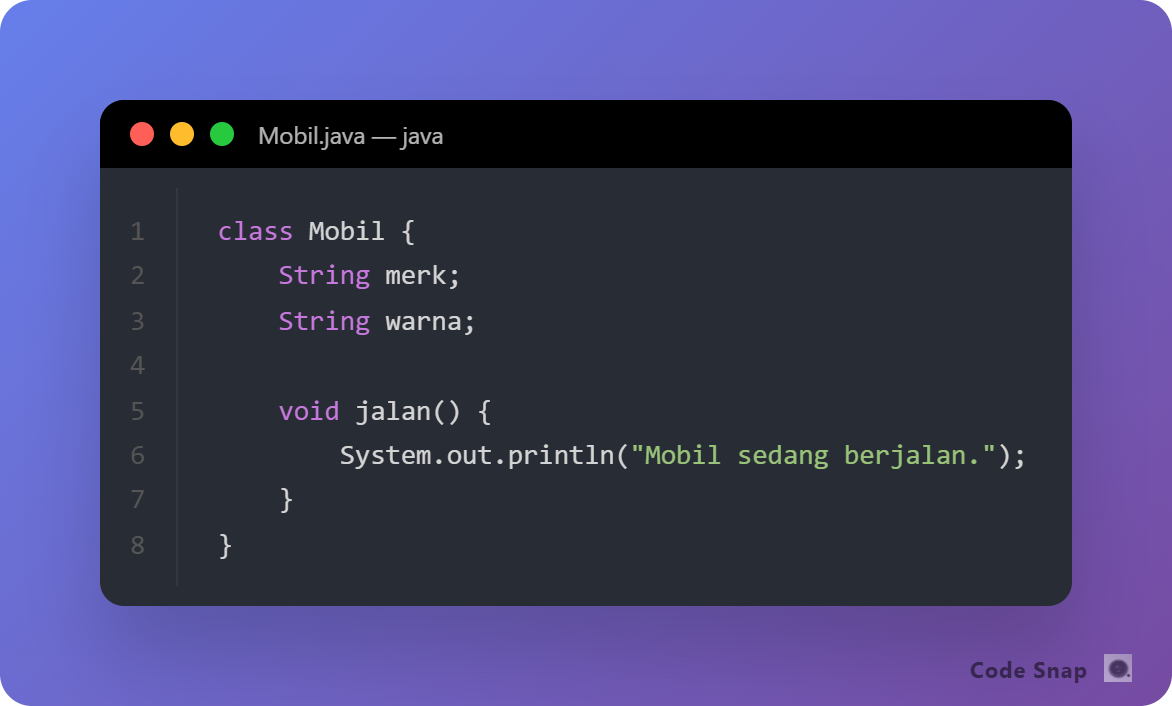 Mobil.java — java
1 class Mobil {
2     String merk;
3     String warna;
4
5     void jalan() {
6         System.out.println("Mobil sedang berjalan.");
7     }
8 }
Code Snap